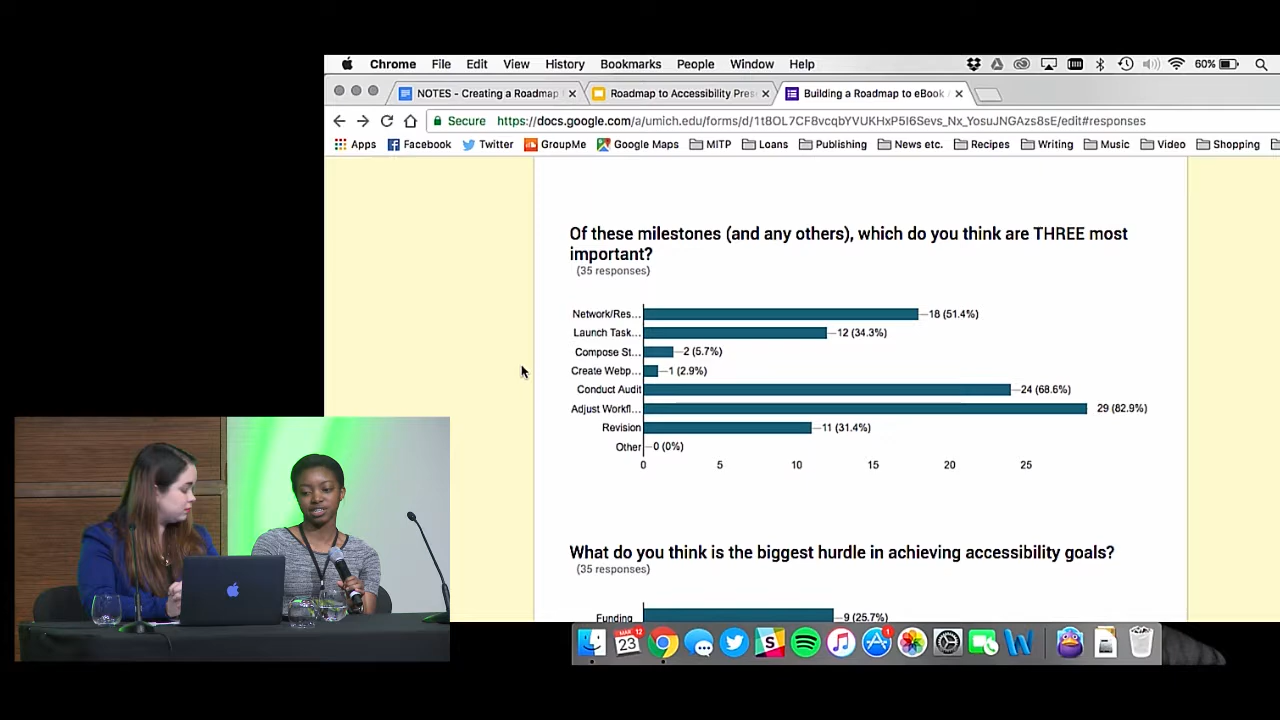 Chrome File Edit View History Bookmarks People Window Help 60%
NOTES - Creating a Roadmap Roadmap to Accessibility Pres Building a Roadmap to eBook
Secure https://docs.google.com/a/umich.edu/forms/d/1tBOL7CF8vcqbYVUKHxP5I6Sevs_Nx_YosuJNGAzs8sE/edit#responses
Apps Facebook Twitter GroupMe Google Maps MITP Loans Publishing News etc. Recipes Writing Music Video Shopping
Of these milestones (and any others), which do you think are THREE most
important?
(35 responses)
Network/Res... 18 (51.4%)
Launch Task... 12 (34.3%)
Compose St... 2 (5.7%)
Create Webp... 1 (2.9%)
Conduct Audit 24 (68.6%)
Adjust Workfl... 29 (82.9%)
Revision 11 (31.4%)
Other 0 (0%)
0 5 10 15 20 25
What do you think is the biggest hurdle in achieving accessibility goals?
(35 responses)
Funding 9 (25.7%)
MAR 12
23
S
1
W